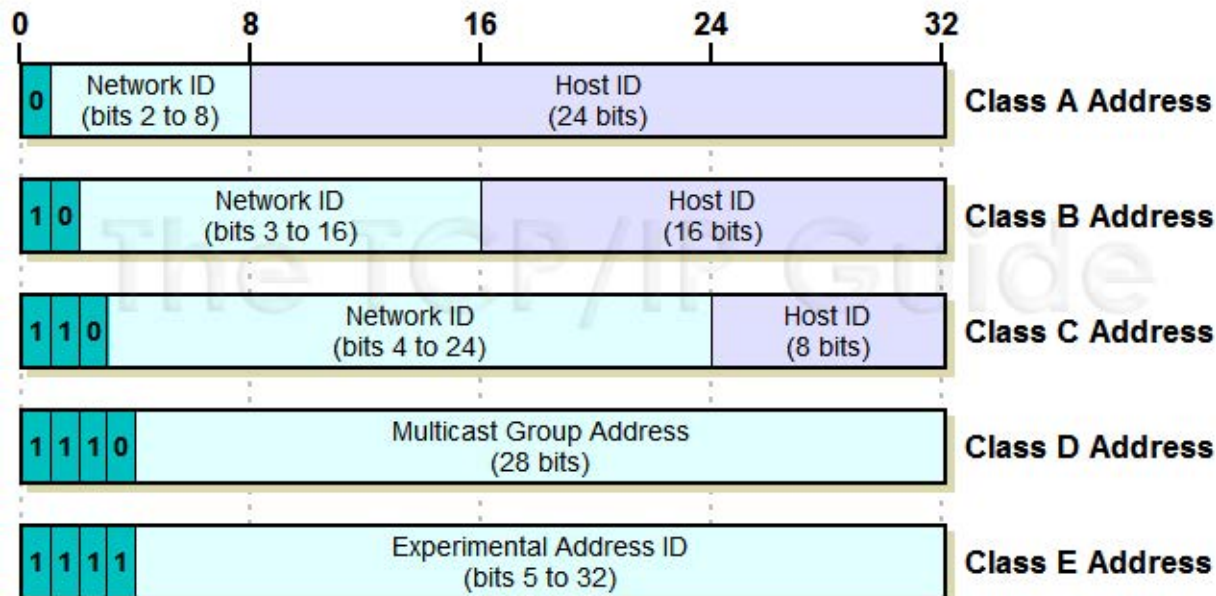 0 8 16 24 32
0 Network ID Host ID
(bits 2 to 8) (24 bits) Class A Address
1 0 Network ID Host ID
(bits 3 to 16) (16 bits) Class B Address
The TCP/IP Guide
1 1 0 Network ID Host ID
(bits 4 to 24) (8 bits) Class C Address
1 1 1 0 Multicast Group Address
(28 bits) Class D Address
1 1 1 1 Experimental Address ID
(bits 5 to 32) Class E Address